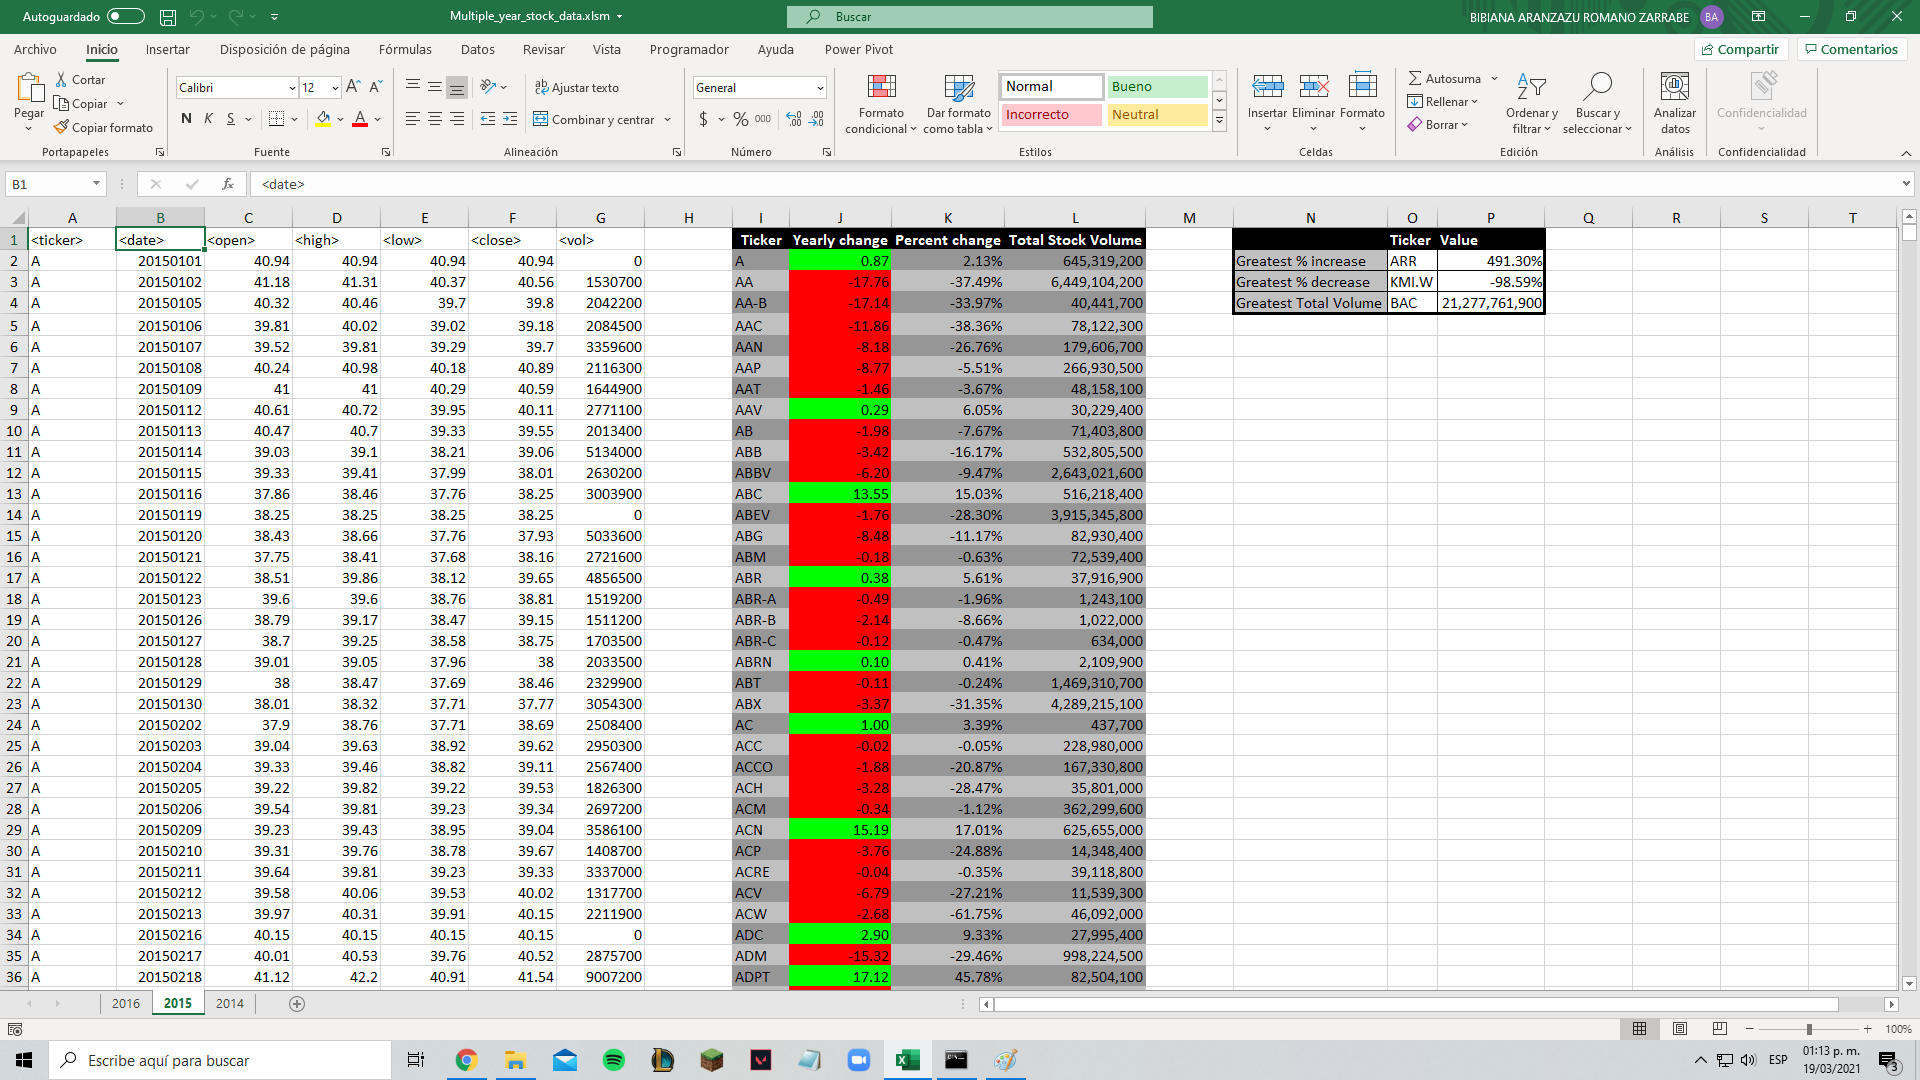 Autoguardado
Multiple_year_stock_data.xlsm
Buscar
BIBIANA ARANZAZU ROMANO ZARRABE BA
Archivo Inicio Insertar Disposición de página Fórmulas Datos Revisar Vista Programador Ayuda Power Pivot Compartir Comentarios
Pegar
Cortar
Copiar
Copiar formato
Portapapeles
Calibri 12
N K S
Fuente
Ajustar texto
Combinar y centrar
Alineación
General
$ % 000
Número
Formato condicional
Dar formato como tabla
Normal Bueno
Incorrecto Neutral
Estilos
Insertar Eliminar Formato
Celdas
Autosuma
Rellenar
Borrar
Ordenar y filtrar
Buscar y seleccionar
Edición
Analizar datos
Análisis
Confidencialidad
Confidencialidad
B1 fx <date>
A B C D E F G H I J K L M N O P Q R S T
1 <ticker> <date> <open> <high> <low> <close> <vol> Ticker Yearly change Percent change Total Stock Volume Ticker Value
2 A 20150101 40.94 40.94 40.94 40.94 0 A 0.87 2.13% 645,319,200 Greatest % increase ARR 491.30%
3 A 20150102 41.18 41.31 40.37 40.56 1530700 AA -17.76 -37.49% 6,449,104,200 Greatest % decrease KMI.W -98.59%
4 A 20150105 40.32 40.46 39.7 39.8 2042200 AA-B -17.14 -33.97% 40,441,700 Greatest Total Volume BAC 21,277,761,900
5 A 20150106 39.81 40.02 39.02 39.18 2084500 AAC -11.86 -38.36% 78,122,300
6 A 20150107 39.52 39.81 39.29 39.7 3359600 AAN -8.18 -26.76% 179,606,700
7 A 20150108 40.24 40.98 40.18 40.89 2116300 AAP -8.77 -5.51% 266,930,500
8 A 20150109 41 41 40.29 40.59 1644900 AAT -1.46 -3.67% 48,158,100
9 A 20150112 40.61 40.72 39.95 40.11 2771100 AAV 0.29 6.05% 30,229,400
10 A 20150113 40.47 40.7 39.33 39.55 2013400 AB -1.98 -7.67% 71,403,800
11 A 20150114 39.03 39.1 38.21 39.06 5134000 ABB -3.42 -16.17% 532,805,500
12 A 20150115 39.33 39.41 37.99 38.01 2630200 ABBV -6.20 -9.47% 2,643,021,600
13 A 20150116 37.86 38.46 37.76 38.25 3003900 ABC 13.55 15.03% 516,218,400
14 A 20150119 38.25 38.25 38.25 38.25 0 ABEV -1.76 -28.30% 3,915,345,800
15 A 20150120 38.43 38.66 37.76 37.93 5033600 ABG -8.48 -11.17% 82,930,400
16 A 20150121 37.75 38.41 37.68 38.16 2721600 ABM -0.18 -0.63% 72,539,400
17 A 20150122 38.51 39.86 38.12 39.65 4856500 ABR 0.38 5.61% 37,916,900
18 A 20150123 39.6 39.6 38.76 38.81 1519200 ABR-A -0.49 -1.96% 1,243,100
19 A 20150126 38.79 39.17 38.47 39.15 1511200 ABR-B -2.14 -8.66% 1,022,000
20 A 20150127 38.7 39.25 38.58 38.75 1703500 ABR-C -0.12 -0.47% 634,000
21 A 20150128 39.01 39.05 37.96 38 2033500 ABRN 0.10 0.41% 2,109,900
22 A 20150129 38 38.47 37.69 38.46 2329900 ABT -0.11 -0.24% 1,469,310,700
23 A 20150130 38.01 38.32 37.71 37.77 3054300 ABX -3.37 -31.35% 4,289,215,100
24 A 20150202 37.9 38.76 37.71 38.69 2508400 AC 1.00 3.39% 437,700
25 A 20150203 39.04 39.63 38.92 39.62 2950300 ACC -0.02 -0.05% 228,980,000
26 A 20150204 39.33 39.46 38.82 39.11 2567400 ACCO -1.88 -20.87% 167,330,800
27 A 20150205 39.22 39.82 39.22 39.53 1826300 ACH -3.28 -28.47% 35,801,000
28 A 20150206 39.54 39.81 39.23 39.34 2697200 ACM -0.34 -1.12% 362,299,600
29 A 20150209 39.23 39.43 38.95 39.04 3586100 ACN 15.19 17.01% 625,655,000
30 A 20150210 39.31 39.76 38.78 39.67 1408700 ACP -3.76 -24.88% 14,348,400
31 A 20150211 39.64 39.81 39.23 39.33 3337000 ACRE -0.04 -0.35% 39,118,800
32 A 20150212 39.58 40.06 39.53 40.02 1317700 ACV -6.79 -27.21% 11,539,300
33 A 20150213 39.97 40.31 39.91 40.15 2211900 ACW -2.68 -61.75% 46,092,000
34 A 20150216 40.15 40.15 40.15 40.15 0 ADC 2.90 9.33% 27,995,400
35 A 20150217 40.01 40.53 39.76 40.52 2875700 ADM -15.32 -29.46% 998,224,500
36 A 20150218 41.12 42.2 40.91 41.54 9007200 ADPT 17.12 45.78% 82,504,100
2016 2015 2014
100%
Escribe aquí para buscar
ESP
01:13 p. m.
19/03/2021
3